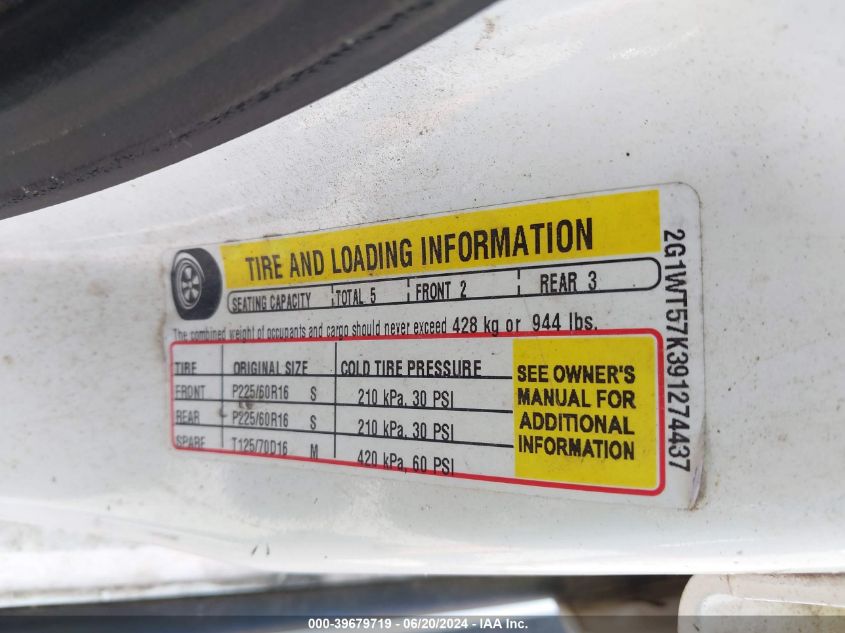 TIRE AND LOADING INFORMATION
SEATING CAPACITY TOTAL 5 FRONT 2 REAR 3
The combined weight of occupants and cargo should never exceed 428 kg or 944 lbs.
TIRE ORIGINAL SIZE COLD TIRE PRESSURE
FRONT P225/60R16 S 210 kPa, 30 PSI
REAR P225/60R16 S 210 kPa, 30 PSI
SPARE T125/70D16 M 420 kPa, 60 PSI
SEE OWNER'S
MANUAL FOR
ADDITIONAL
INFORMATION
2G1WT57K391274437
000-39679719 - 06/20/2024 - IAA Inc.